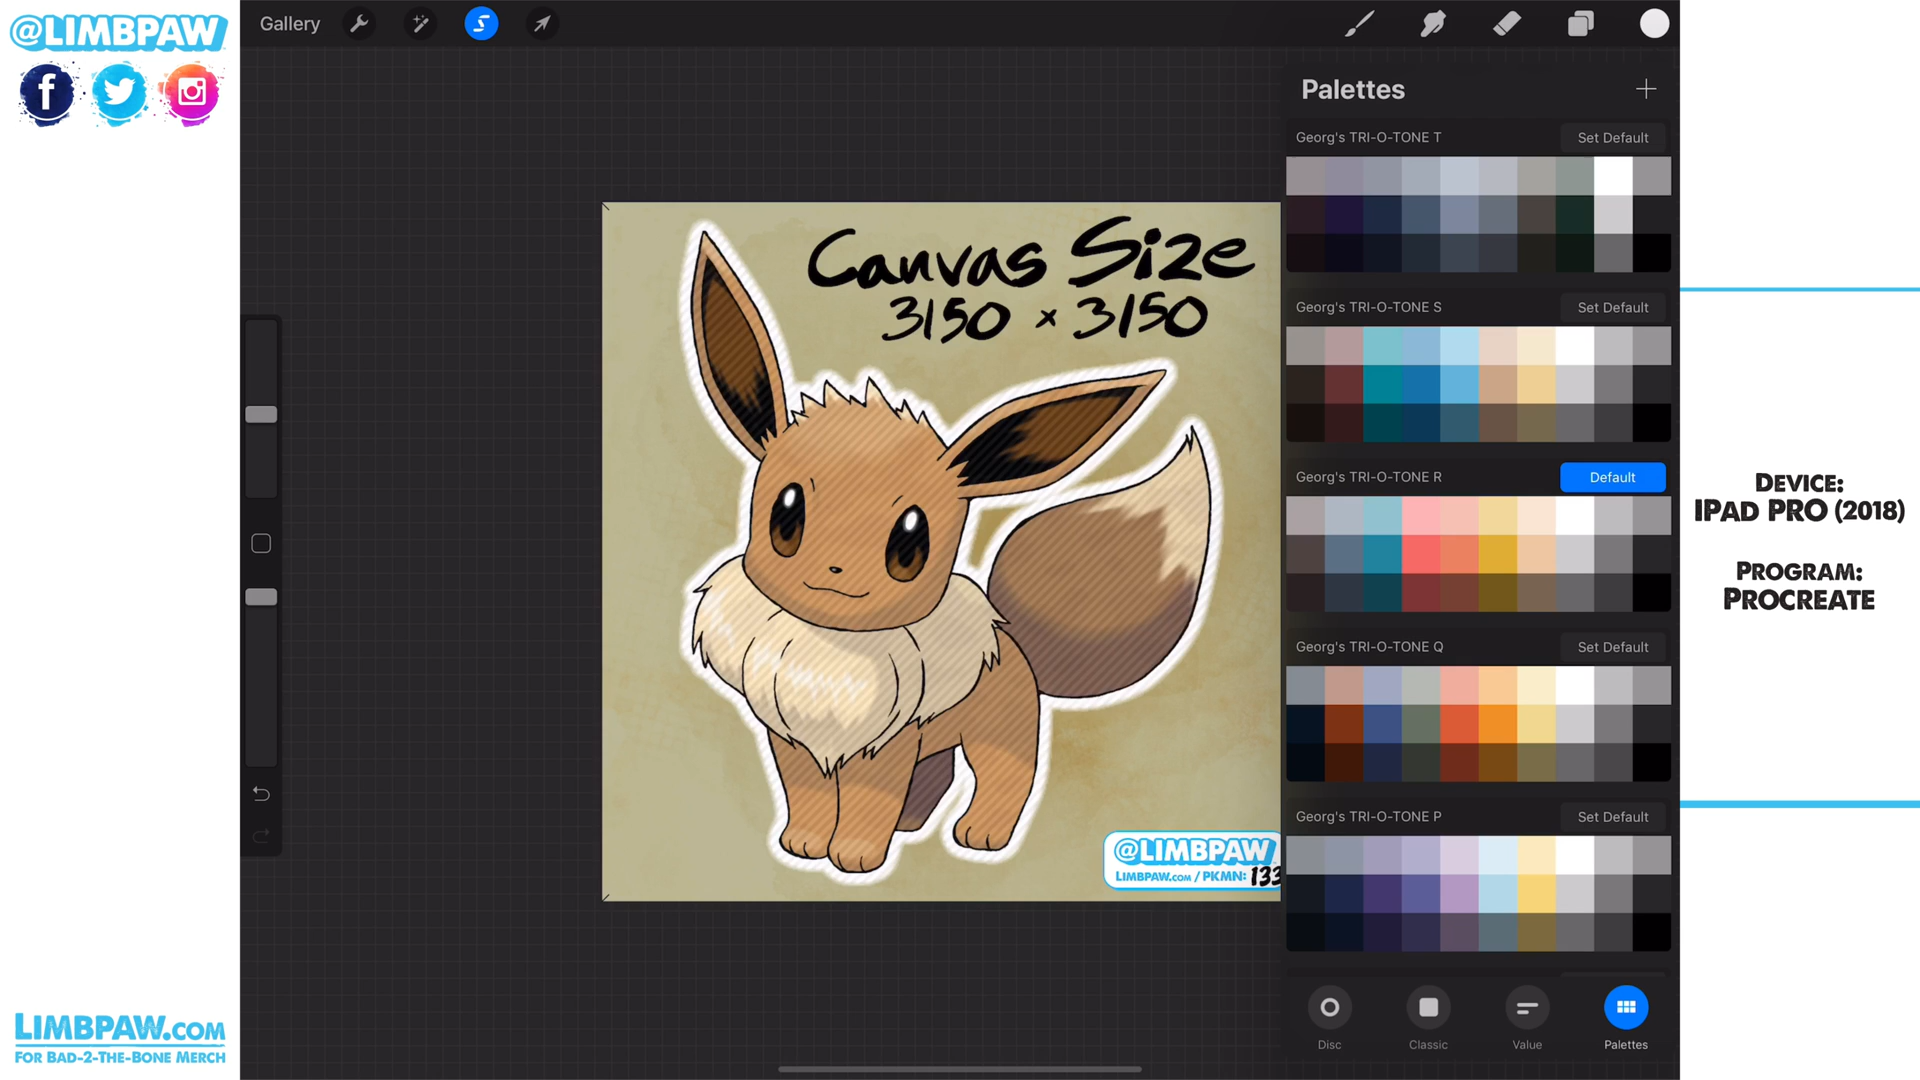 @LIMBPAW
Gallery
Palettes
Georg's TRI-O-TONE T
Set Default
Georg's TRI-O-TONE S
Set Default
Georg's TRI-O-TONE R
Default
Georg's TRI-O-TONE Q
Set Default
Georg's TRI-O-TONE P
Set Default
Disc
Classic
Value
Palettes
Canvas Size
3150 x 3150
@LIMBPAW
LIMBPAW.COM / PKMN: 133
DEVICE:
IPAD PRO (2018)
PROGRAM:
PROCREATE
LIMBPAW.COM
FOR BAD-2-THE-BONE MERCH